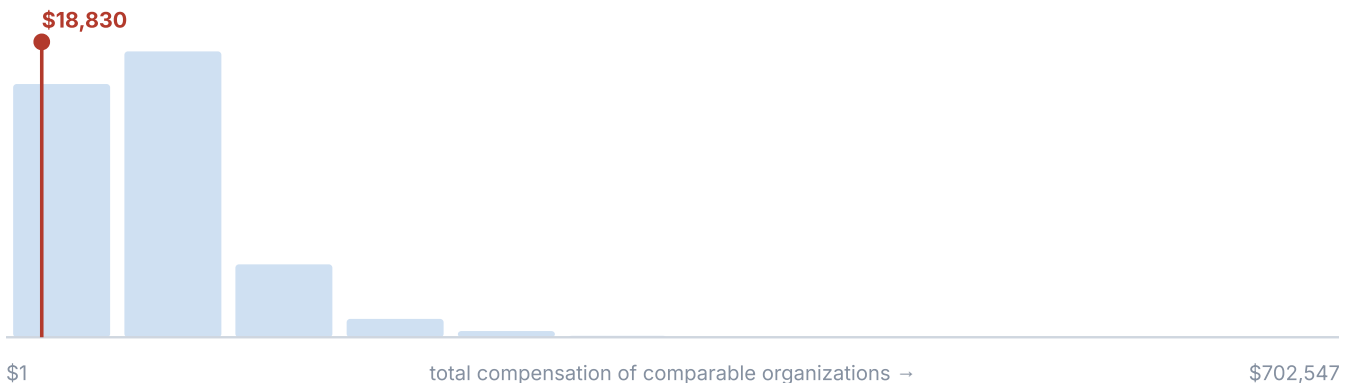 $18,830
$1
total compensation of comparable organizations →
$702,547